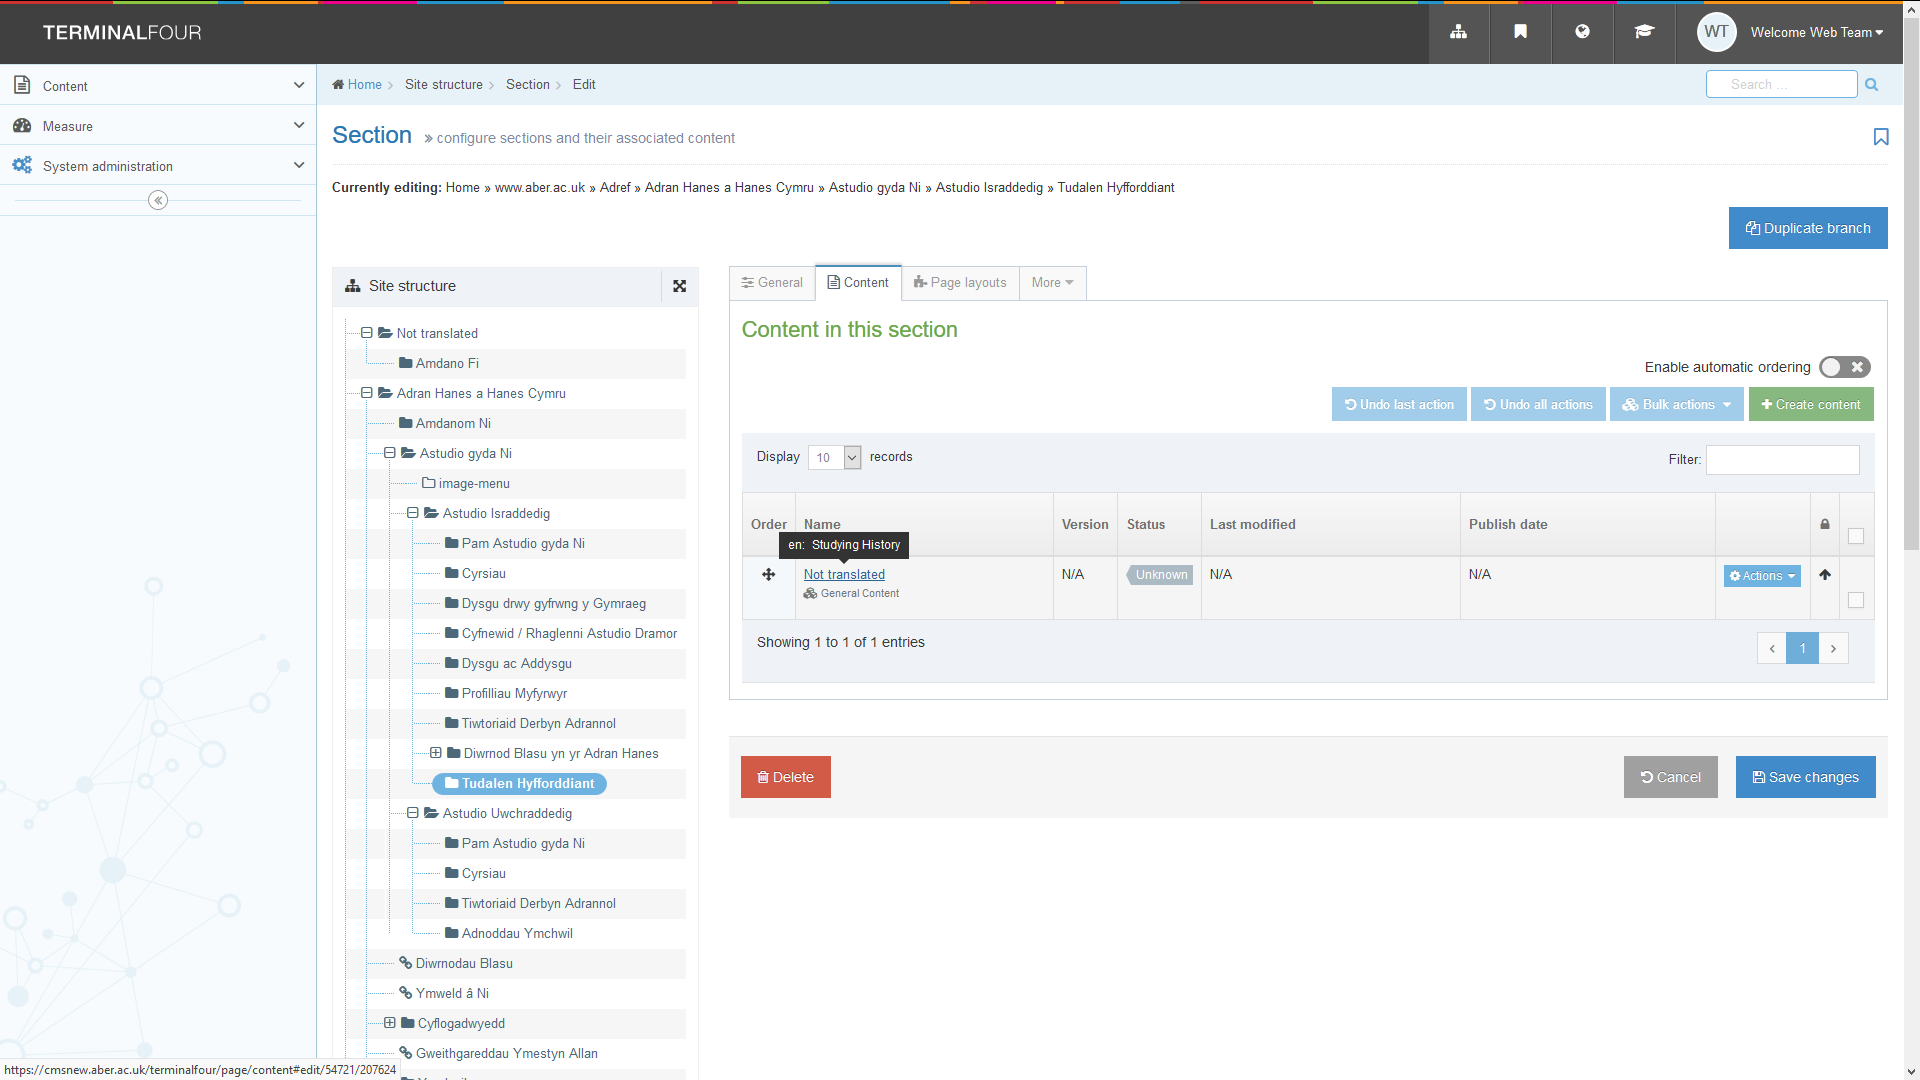 TERMINALFOUR
WT
Welcome Web Team
Content
Measure
System administration
Home
Site structure
Section
Edit
Search ...
Section
» configure sections and their associated content
Currently editing: Home » www.aber.ac.uk » Adref » Adran Hanes a Hanes Cymru » Astudio gyda Ni » Astudio Israddedig » Tudalen Hyfforddiant
Duplicate branch
Site structure
Not translated
Amdano Fi
Adran Hanes a Hanes Cymru
Amdanom Ni
Astudio gyda Ni
image-menu
Astudio Israddedig
Pam Astudio gyda Ni
Cyrsiau
Dysgu drwy gyfrwng y Gymraeg
Cyfnewid / Rhaglenni Astudio Dramor
Dysgu ac Addysgu
Profilliau Myfyrwyr
Tiwtoriaid Derbyn Adrannol
Diwrnod Blasu yn yr Adran Hanes
Tudalen Hyfforddiant
Astudio Uwchraddedig
Pam Astudio gyda Ni
Cyrsiau
Tiwtoriaid Derbyn Adrannol
Adnoddau Ymchwil
Diwrnodau Blasu
Ymweld â Ni
Cyflogadwyedd
Gweithgareddau Ymestyn Allan
https://cmsnew.aber.ac.uk/terminalfour/page/content#edit/54721/207624
General
Content
Page layouts
More
Content in this section
Enable automatic ordering
Undo last action
Undo all actions
Bulk actions
Create content
Display 10 records
Filter:
Order Name Version Status Last modified Publish date
en: Studying History
Not translated N/A Unknown N/A N/A Actions
General Content
Showing 1 to 1 of 1 entries
1
Delete
Cancel
Save changes